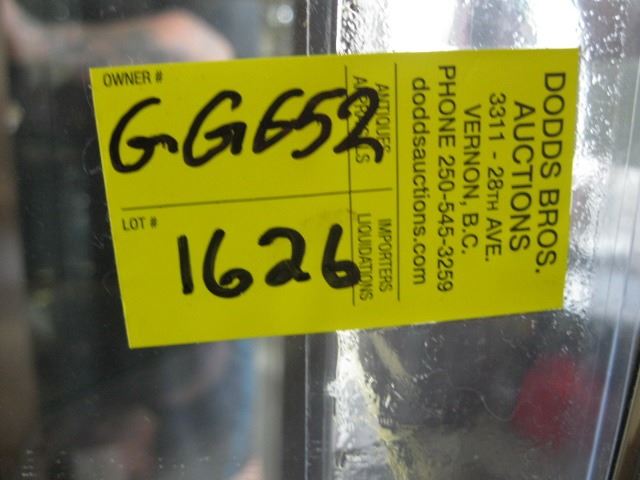 OWNER #
GG652
LOT #
1626
ANTIQUES
APPRAISALS
IMPORTERS
LIQUIDATIONS
DODDS BROS.
AUCTIONS
3311 - 28TH AVE.
VERNON, B.C.
PHONE 250-545-3259
doddsauctions.com